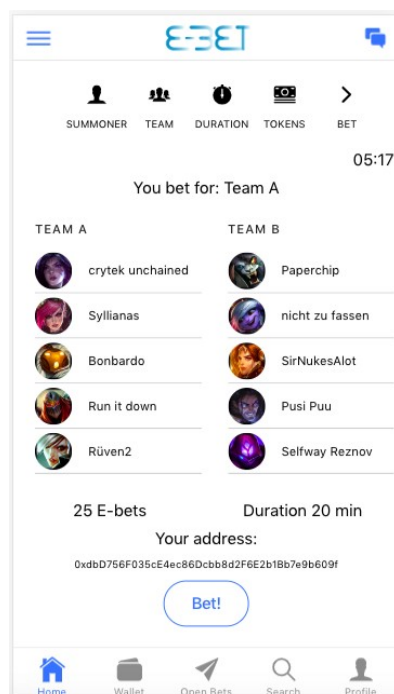 E-BET
SUMMONER TEAM DURATION TOKENS BET
05:17
You bet for: Team A
TEAM A TEAM B
crytek unchained Paperchip
Syllianas nicht zu fassen
Bonbardo SirNukesAlot
Run it down Pusi Puu
Rüven2 Selfway Reznov
25 E-bets Duration 20 min
Your address:
0xdbD756F035cE4ec86Dcbb8d2F6E2b1Bb7e9b609f
Bet!
Home Wallet Open Bets Search Profile